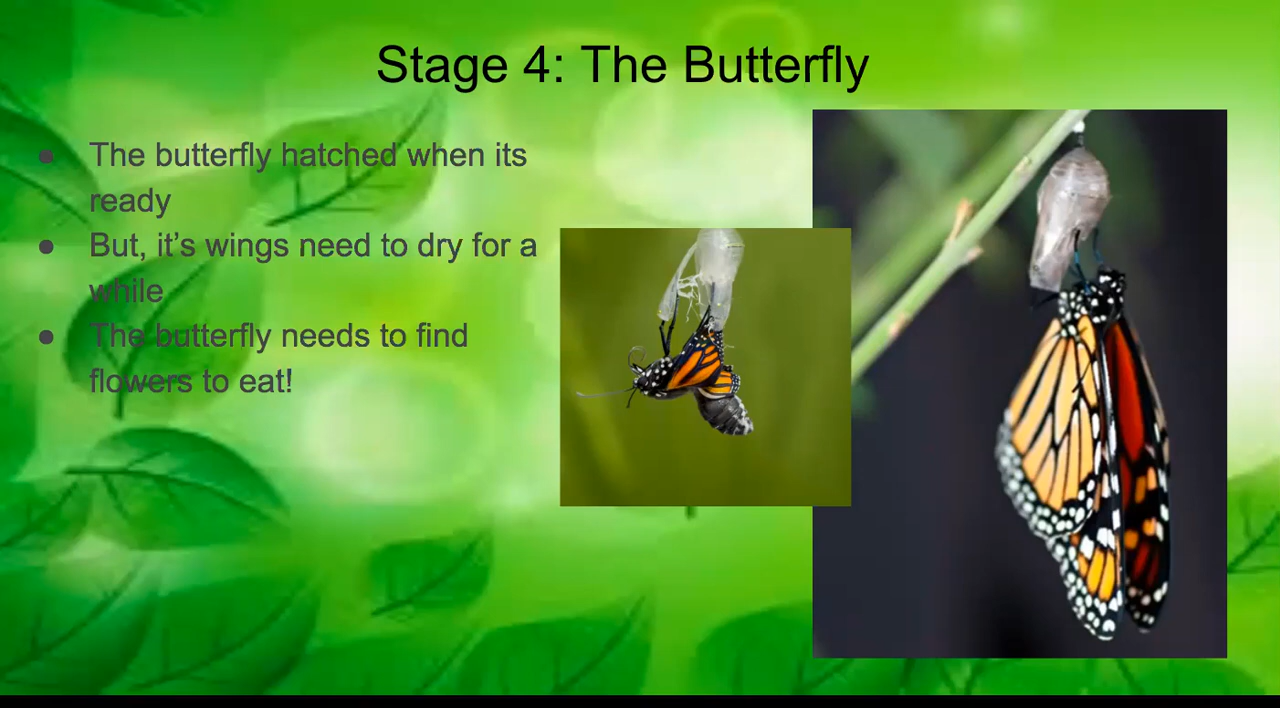 Stage 4: The Butterfly
● The butterfly hatched when its
ready
● But, it's wings need to dry for a
while
● The butterfly needs to find
flowers to eat!